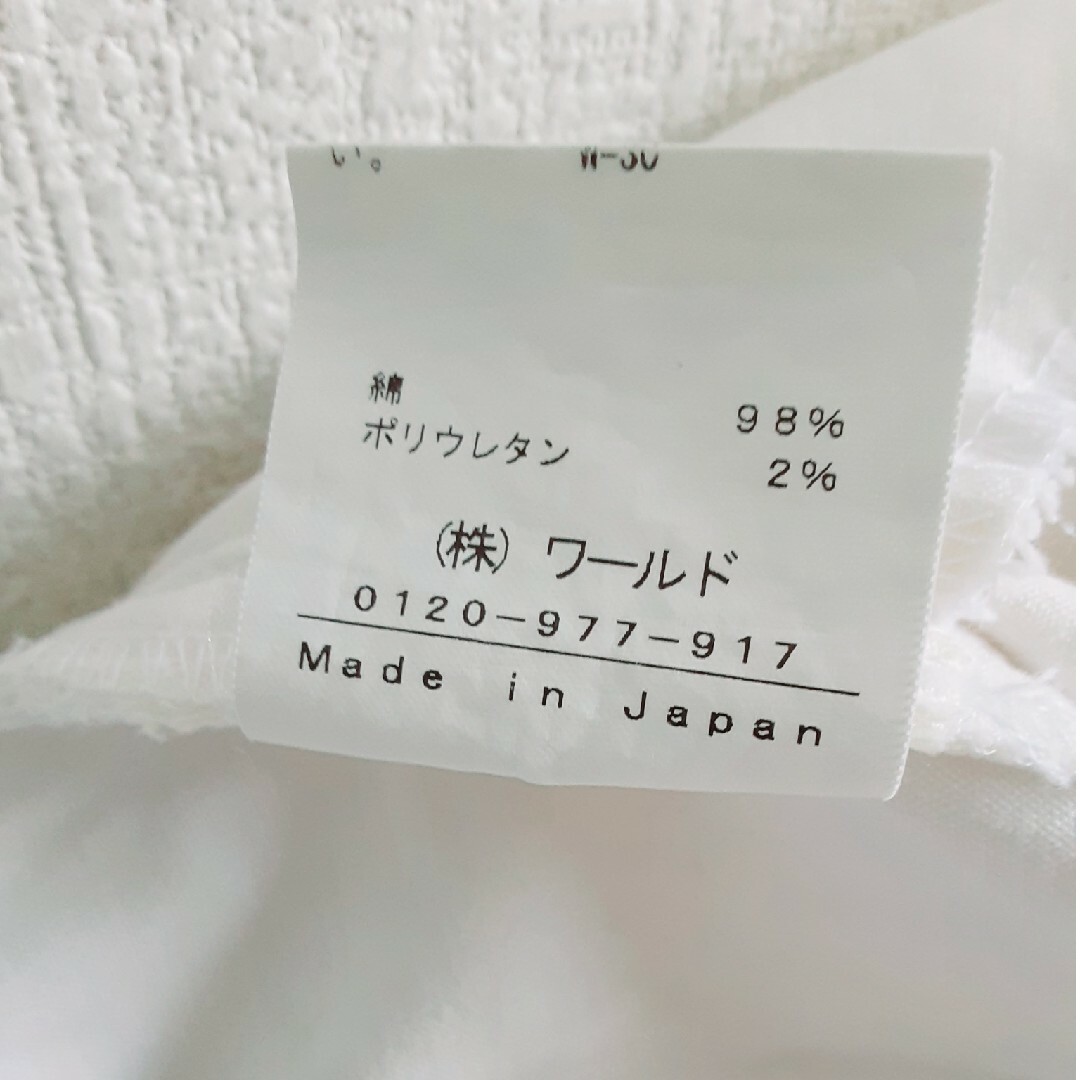 い。
綿 98%
ポリウレタン 2%
(株) ワールド
0120-977-917
Made in Japan